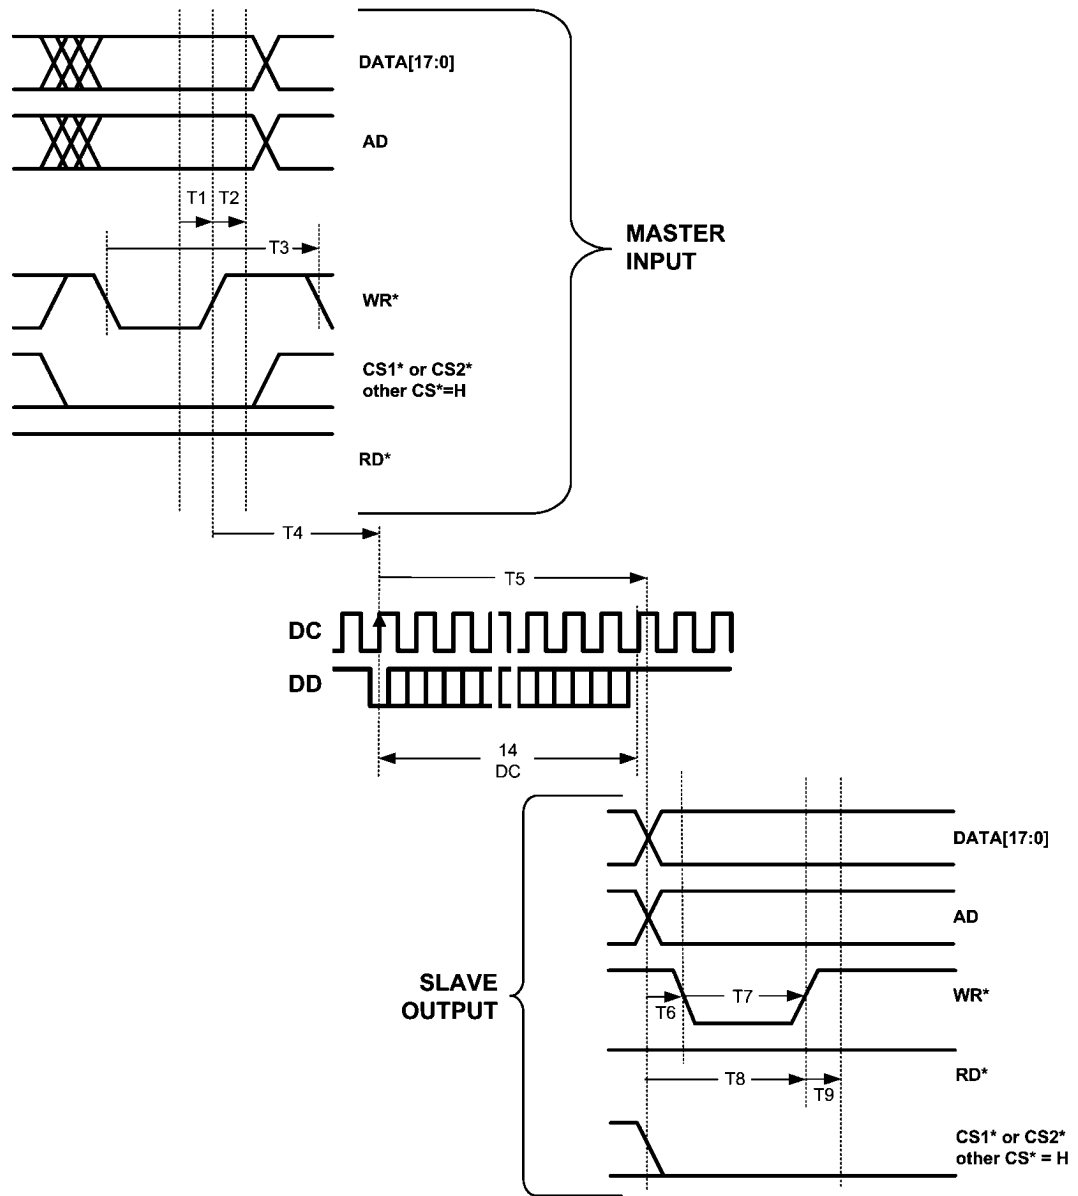 DATA[17:0]
AD
T1
T2
T3
MASTER
INPUT
WR*
CS1* or CS2*
other CS*=H
RD*
T4
T5
DC
DD
14
DC
DATA[17:0]
AD
SLAVE
OUTPUT
WR*
T6
T7
RD*
T8
T9
CS1* or CS2*
other CS* = H